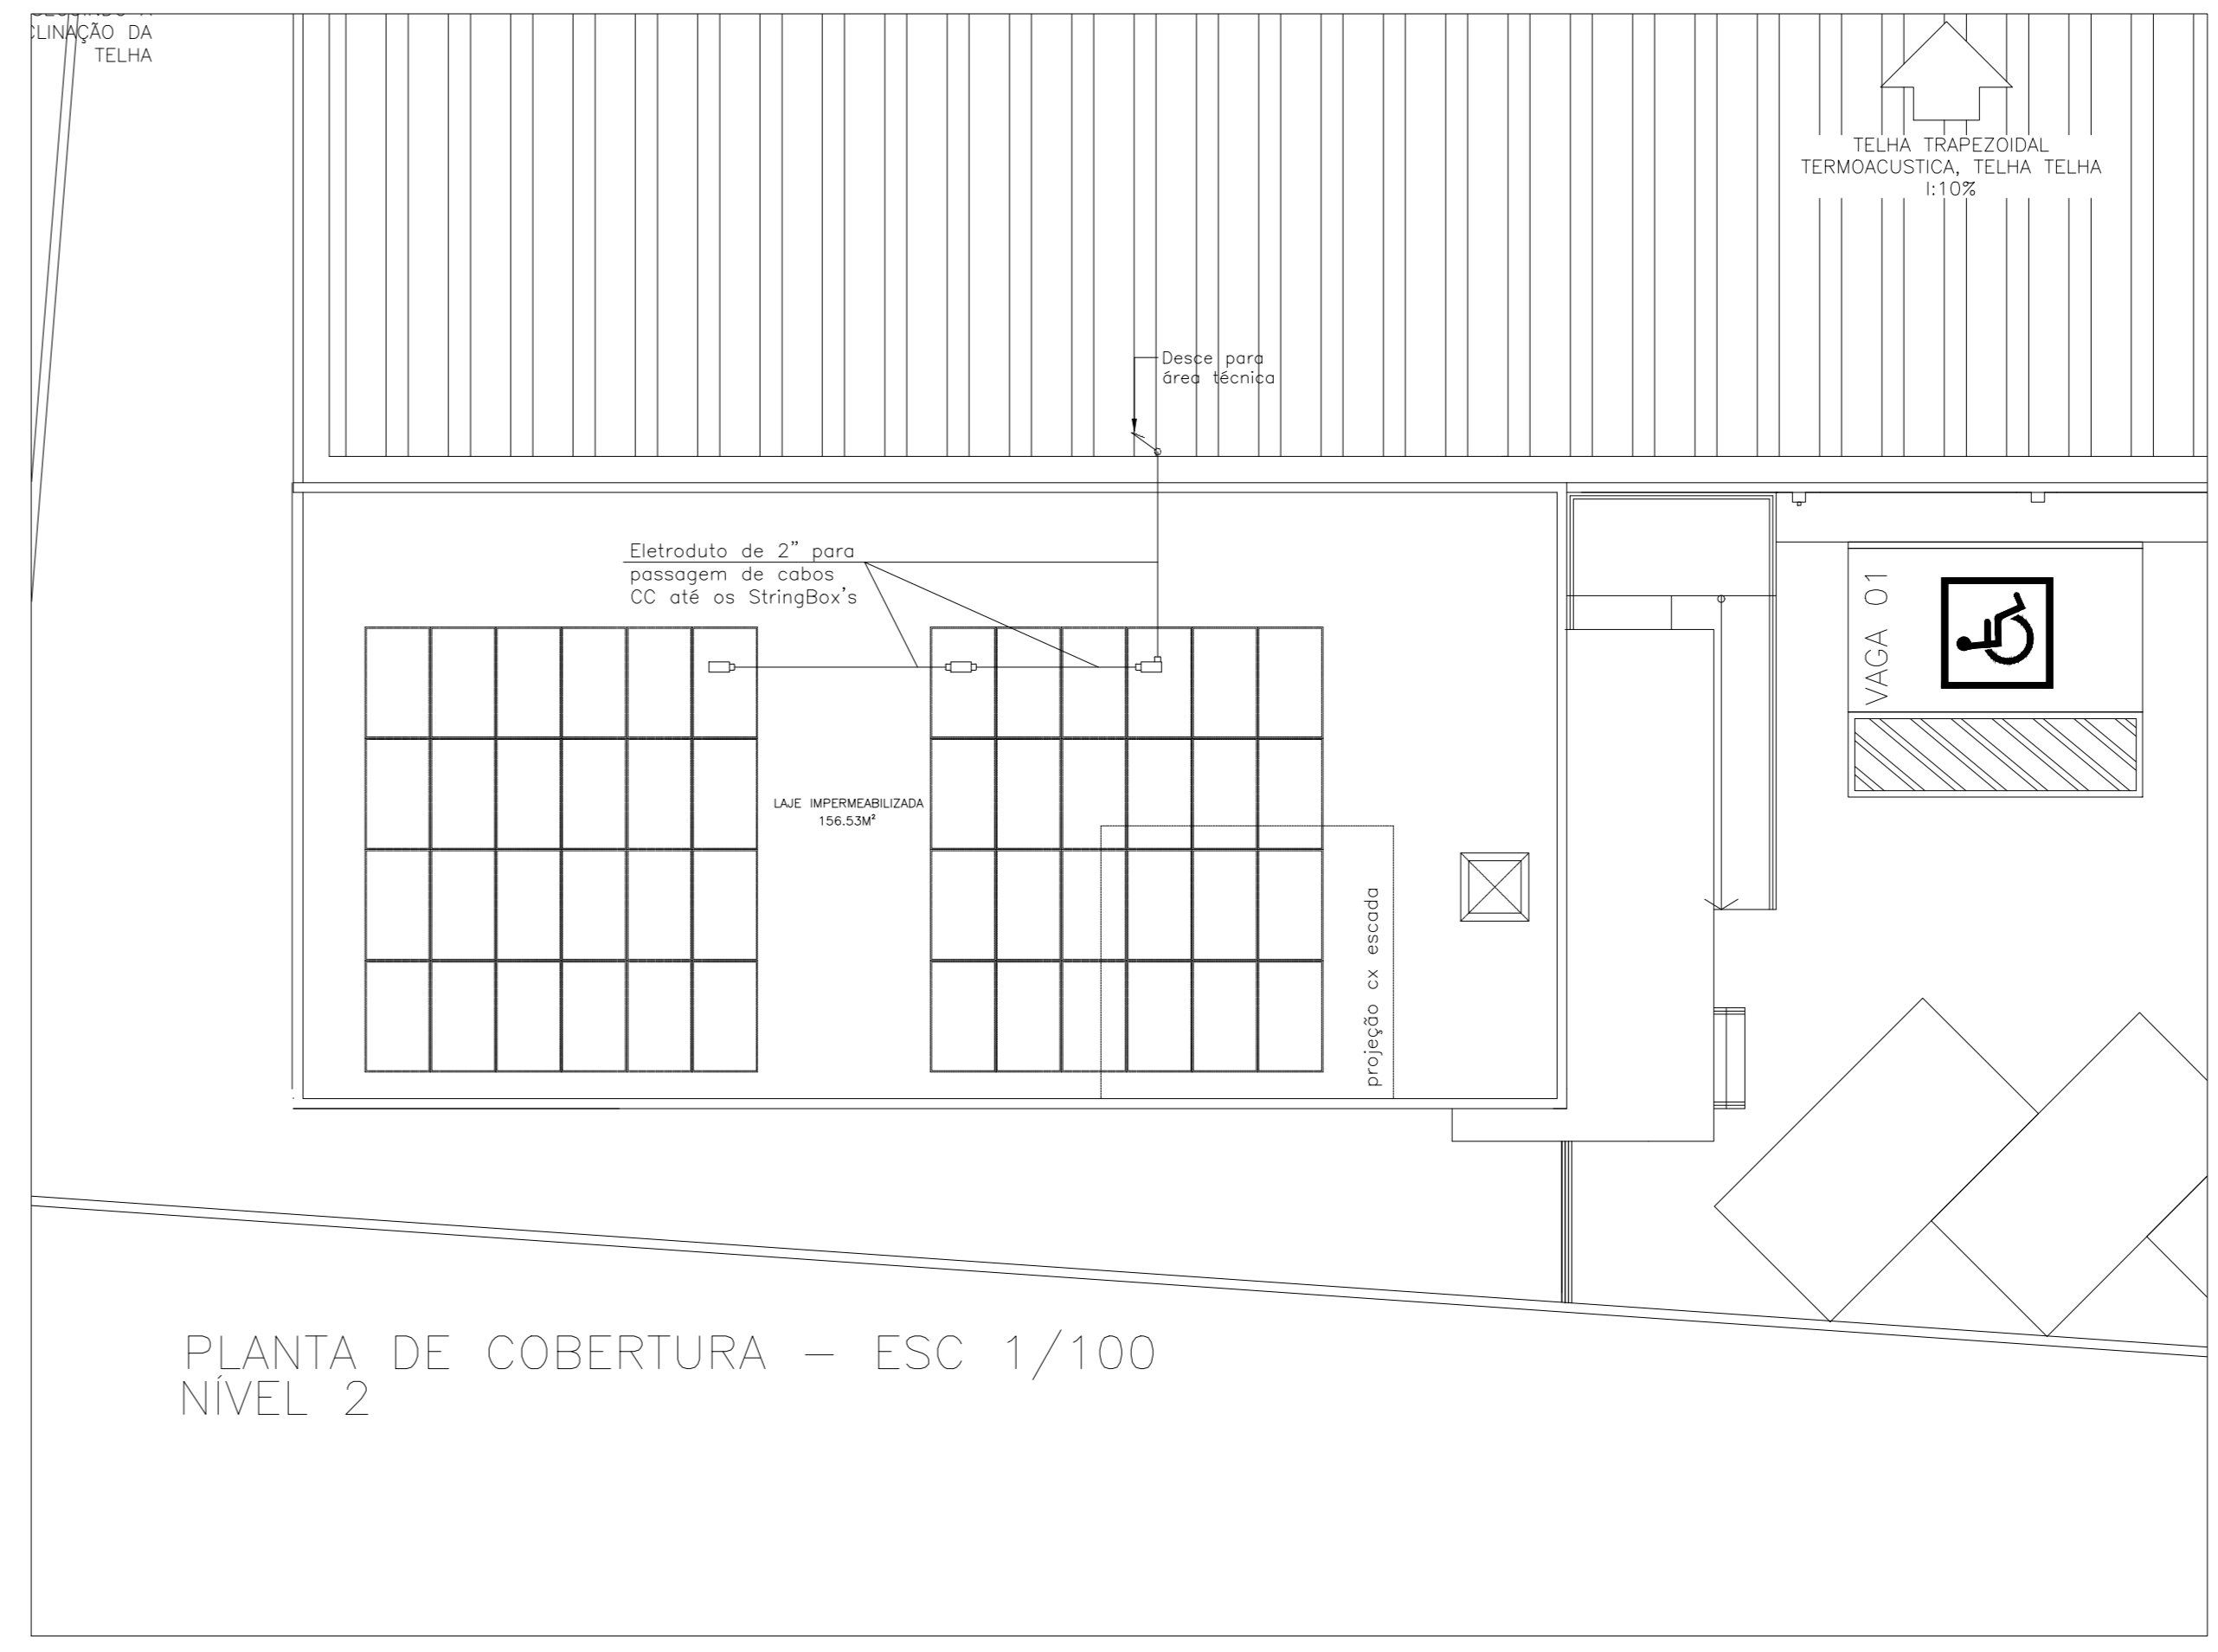 CLINAÇÃO DA
TELHA
TELHA TRAPEZOIDAL
TERMOACUSTICA, TELHA TELHA
I:10%
Desce para
área técnica
Eletroduto de 2" para
passagem de cabos
CC até os StringBox's
VAGA 01
LAJE IMPERMEABILIZADA
156.53M²
projeção cx escada
PLANTA DE COBERTURA – ESC 1/100
NÍVEL 2